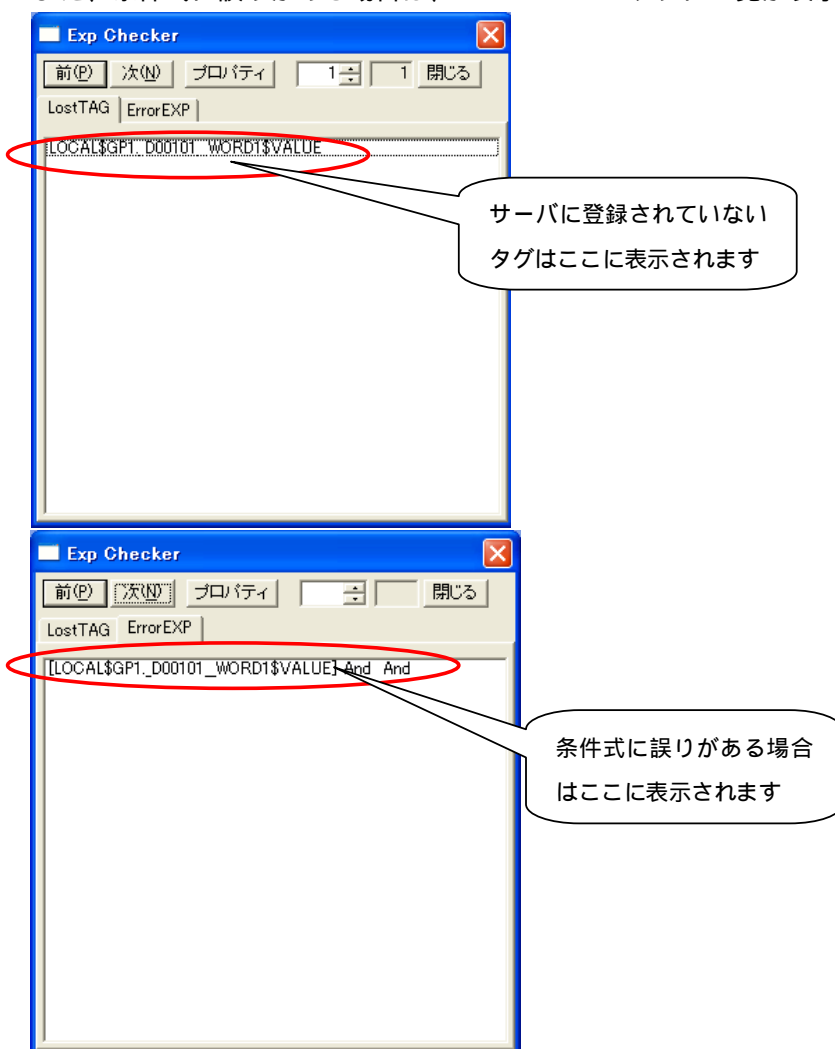 Exp Checker
前(P) 次(N) プロパティ 1 1 閉じる
LostTAG ErrorEXP
LOCAL$GP1._D00101__WORD1$VALUE
サーバに登録されていない
タグはここに表示されます
Exp Checker
前(P) 次(N) プロパティ 閉じる
LostTAG ErrorEXP
[LOCAL$GP1._D00101__WORD1$VALUE] And And
条件式に誤りがある場合
はここに表示されます